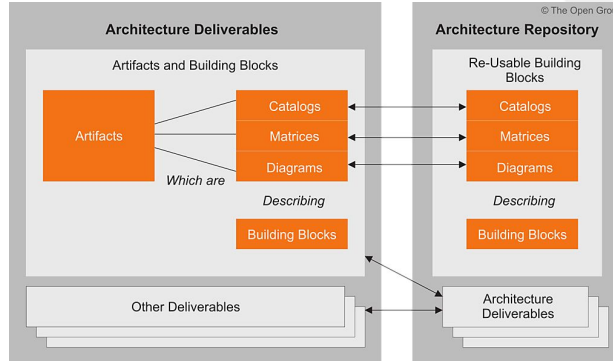 © The Open Grou
Architecture Deliverables
Architecture Repository
Artifacts and Building Blocks
Re-Usable Building
Blocks
Artifacts
Catalogs
Matrices
Diagrams
Which are
Describing
Building Blocks
Catalogs
Matrices
Diagrams
Describing
Building Blocks
Other Deliverables
Architecture
Deliverables